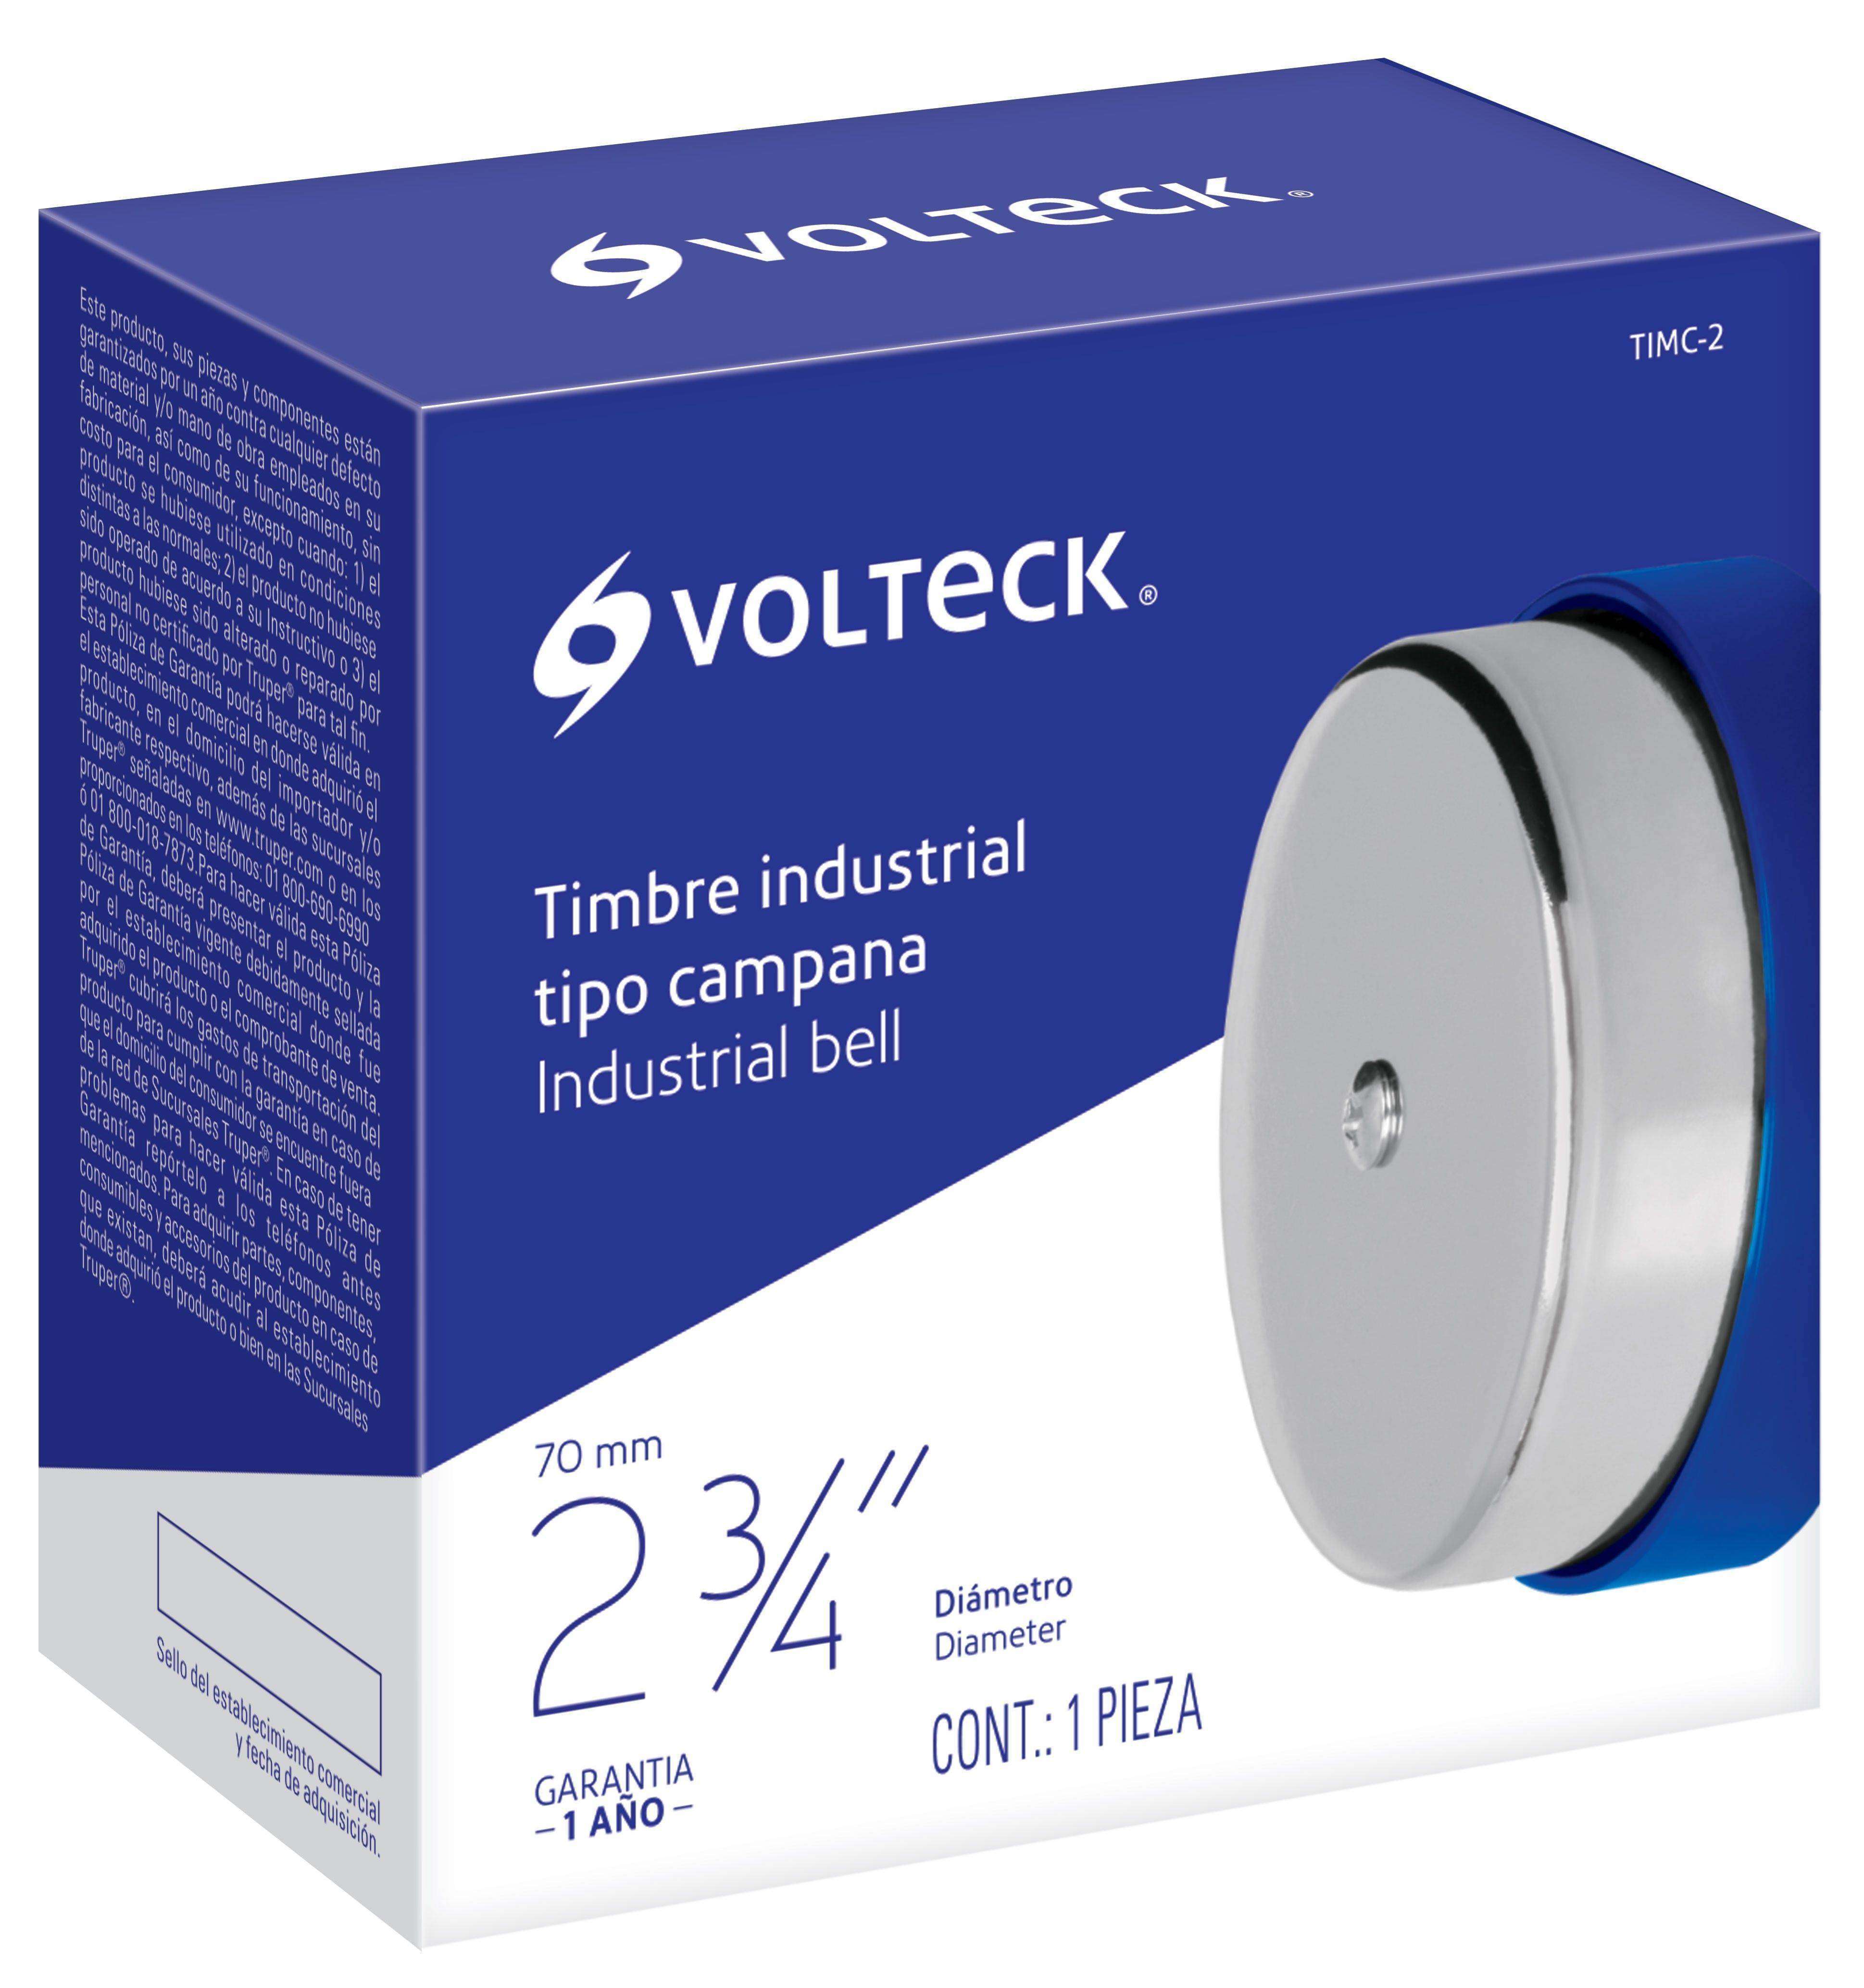 VOLTECK®
TIMC-2
VOLTECK®
Timbre industrial
tipo campana
Industrial bell
70 mm
2 3/4"
Diámetro
Diameter
CONT.: 1 PIEZA
GARANTIA
– 1 AÑO –
Este producto, sus piezas y componentes están
garantizados por un año contra cualquier defecto
de material y/o mano de obra empleados en su
fabricación, así como de su funcionamiento, sin
costo para el consumidor, excepto cuando: 1) el
producto se hubiese utilizado en condiciones
distintas a las normales; 2) el producto no hubiese
sido operado de acuerdo a su Instructivo o 3) el
producto hubiese sido alterado o reparado por
personal no certificado por Truper® para tal fin.
Esta Póliza de Garantía podrá hacerse válida en
el establecimiento comercial en donde adquirió el
producto, en el domicilio del importador y/o
fabricante respectivo, además de las sucursales
Truper® señaladas en www.truper.com o en los
proporcionados en los teléfonos: 01 800-690-6990
ó 01 800-018-7873.Para hacer válida esta Póliza
de Garantía, deberá presentar el producto y la
Póliza de Garantía vigente debidamente sellada
por el establecimiento comercial donde fue
adquirido el producto o el comprobante de venta.
Truper® cubrirá los gastos de transportación del
producto para cumplir con la garantía en caso de
que el domicilio del consumidor se encuentre fuera
de la red de Sucursales Truper®. En caso de tener
problemas para hacer válida esta Póliza de
Garantía repórtelo a los teléfonos antes
mencionados. Para adquirir partes, componentes,
consumibles y accesorios del producto en caso de
que existan, deberá acudir al establecimiento
donde adquirió el producto o bien en las Sucursales
Truper®.
Sello del establecimiento comercial
y fecha de adquisición.